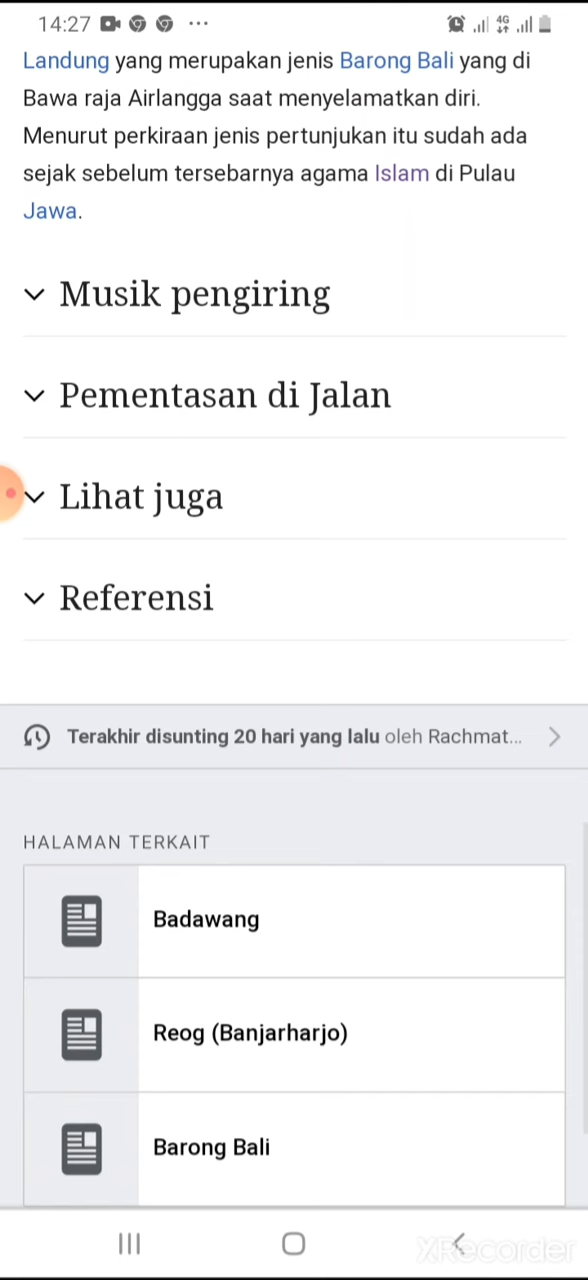 14:27
4G
Landung yang merupakan jenis Barong Bali yang di
Bawa raja Airlangga saat menyelamatkan diri.
Menurut perkiraan jenis pertunjukan itu sudah ada
sejak sebelum tersebarnya agama Islam di Pulau
Jawa.
Musik pengiring
Pementasan di Jalan
Lihat juga
Referensi
Terakhir disunting 20 hari yang lalu oleh Rachmat...
HALAMAN TERKAIT
Badawang
Reog (Banjarharjo)
Barong Bali
XRecorder